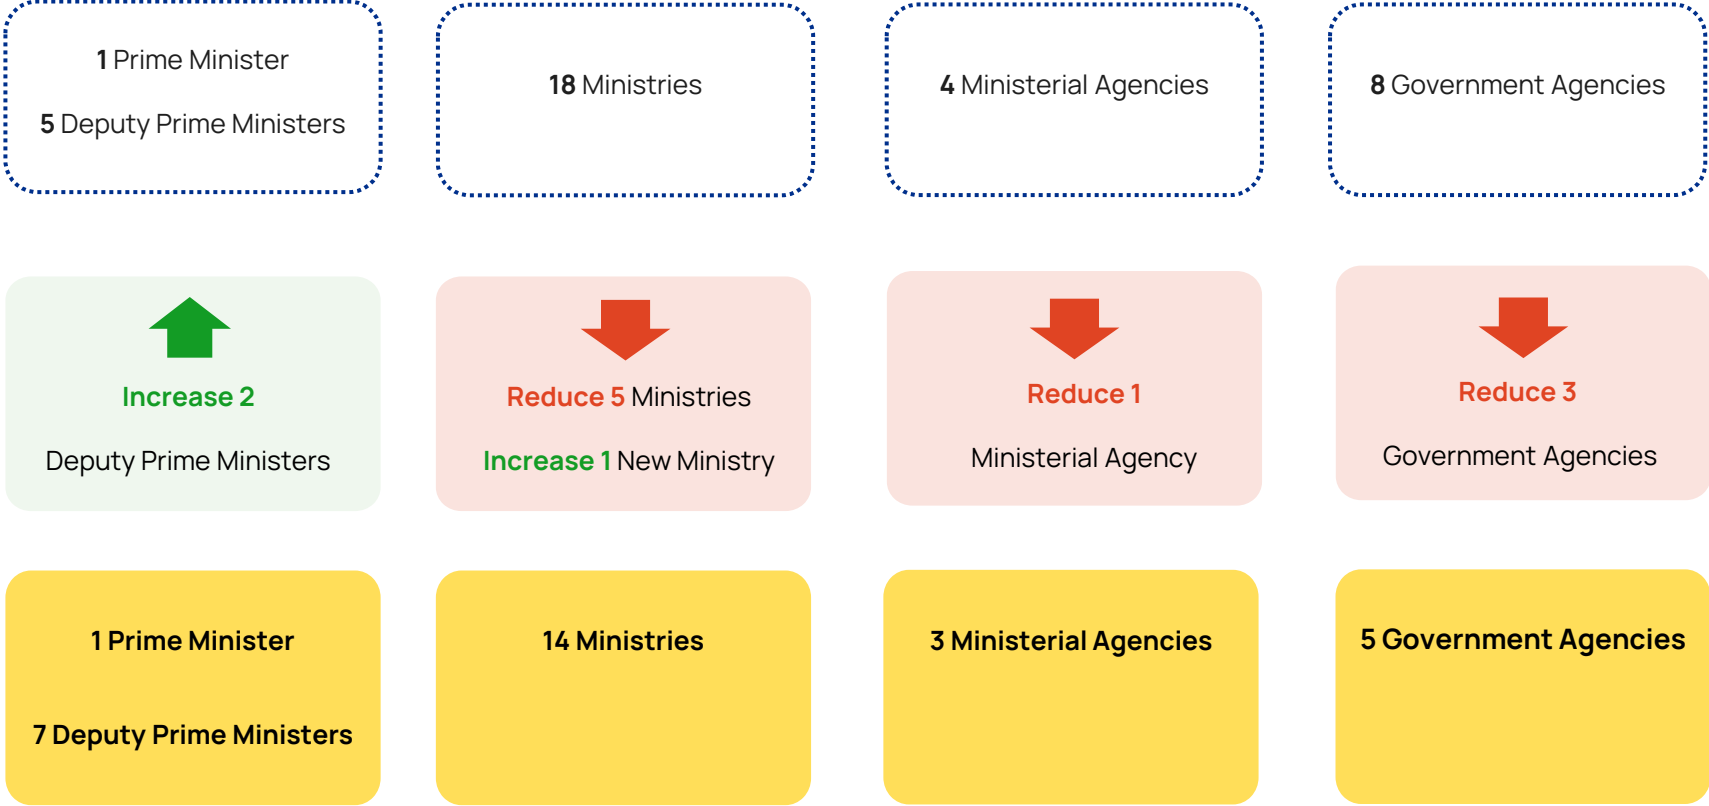 1 Prime Minister
5 Deputy Prime Ministers
18 Ministries
4 Ministerial Agencies
8 Government Agencies
Increase 2
Deputy Prime Ministers
Reduce 5 Ministries
Increase 1 New Ministry
Reduce 1
Ministerial Agency
Reduce 3
Government Agencies
1 Prime Minister
7 Deputy Prime Ministers
14 Ministries
3 Ministerial Agencies
5 Government Agencies